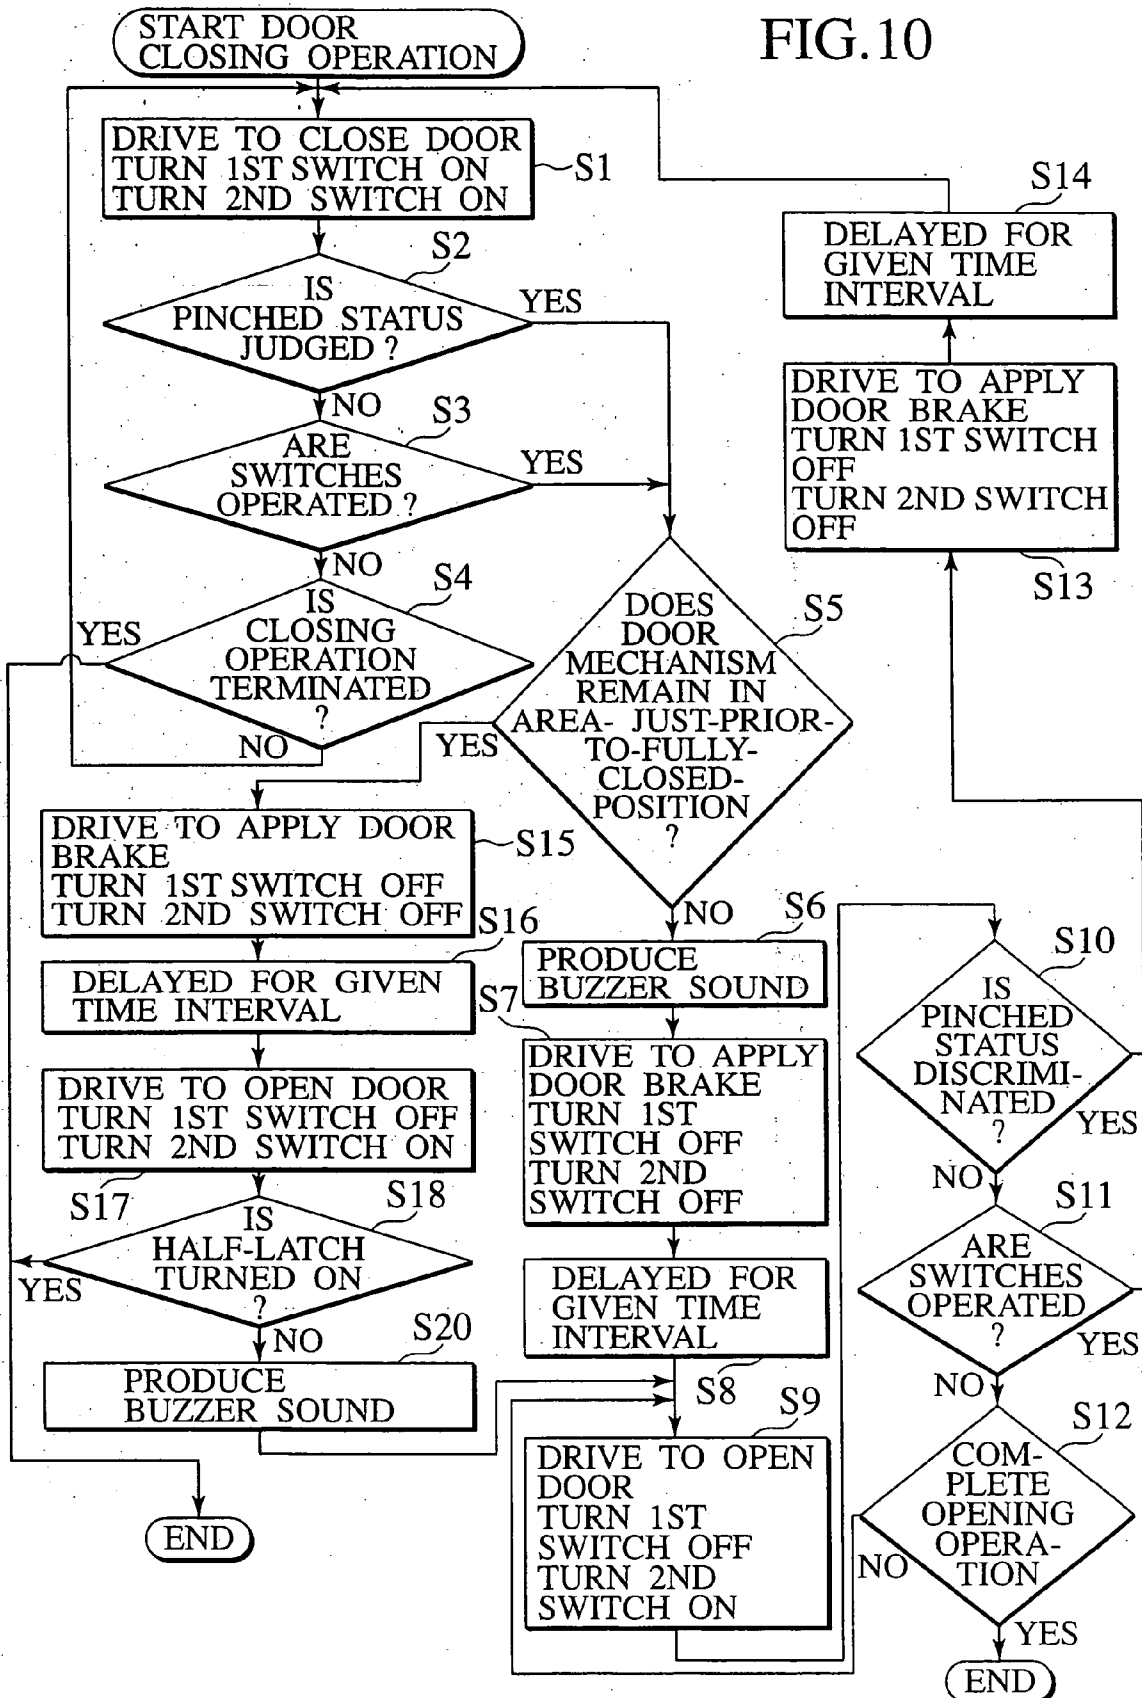 FIG.10
START DOOR
CLOSING OPERATION
DRIVE TO CLOSE DOOR
TURN 1ST SWITCH ON
TURN 2ND SWITCH ON
S1
S2
IS
PINCHED STATUS
JUDGED ?
YES
NO
S3
ARE
SWITCHES
OPERATED ?
YES
NO
S4
IS
CLOSING
OPERATION
TERMINATED
?
YES
NO
S5
DOES
DOOR
MECHANISM
REMAIN IN
AREA- JUST-PRIOR-
TO-FULLY-
CLOSED-
POSITION
?
YES
NO
S14
DELAYED FOR
GIVEN TIME
INTERVAL
DRIVE TO APPLY
DOOR BRAKE
TURN 1ST SWITCH
OFF
TURN 2ND SWITCH
OFF
S13
DRIVE TO APPLY DOOR
BRAKE
TURN 1ST SWITCH OFF
TURN 2ND SWITCH OFF
S15
S16
DELAYED FOR GIVEN
TIME INTERVAL
DRIVE TO OPEN DOOR
TURN 1ST SWITCH OFF
TURN 2ND SWITCH ON
S17
S18
IS
HALF-LATCH
TURNED ON
?
YES
NO
S20
PRODUCE
BUZZER SOUND
END
S6
PRODUCE
BUZZER SOUND
S7
DRIVE TO APPLY
DOOR BRAKE
TURN 1ST
SWITCH OFF
TURN 2ND
SWITCH OFF
DELAYED FOR
GIVEN TIME
INTERVAL
S8
S9
DRIVE TO OPEN
DOOR
TURN 1ST
SWITCH OFF
TURN 2ND
SWITCH ON
S10
IS
PINCHED
STATUS
DISCRIMI-
NATED
?
YES
NO
S11
ARE
SWITCHES
OPERATED
?
YES
NO
S12
COM-
PLETE
OPENING
OPERA-
TION
NO
YES
END